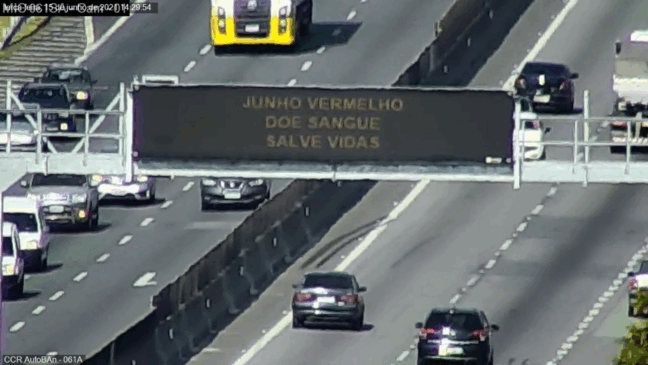 JUNHO VERMELHO
DOE SANGUE
SALVE VIDAS
CCR AutoBAn - 061A